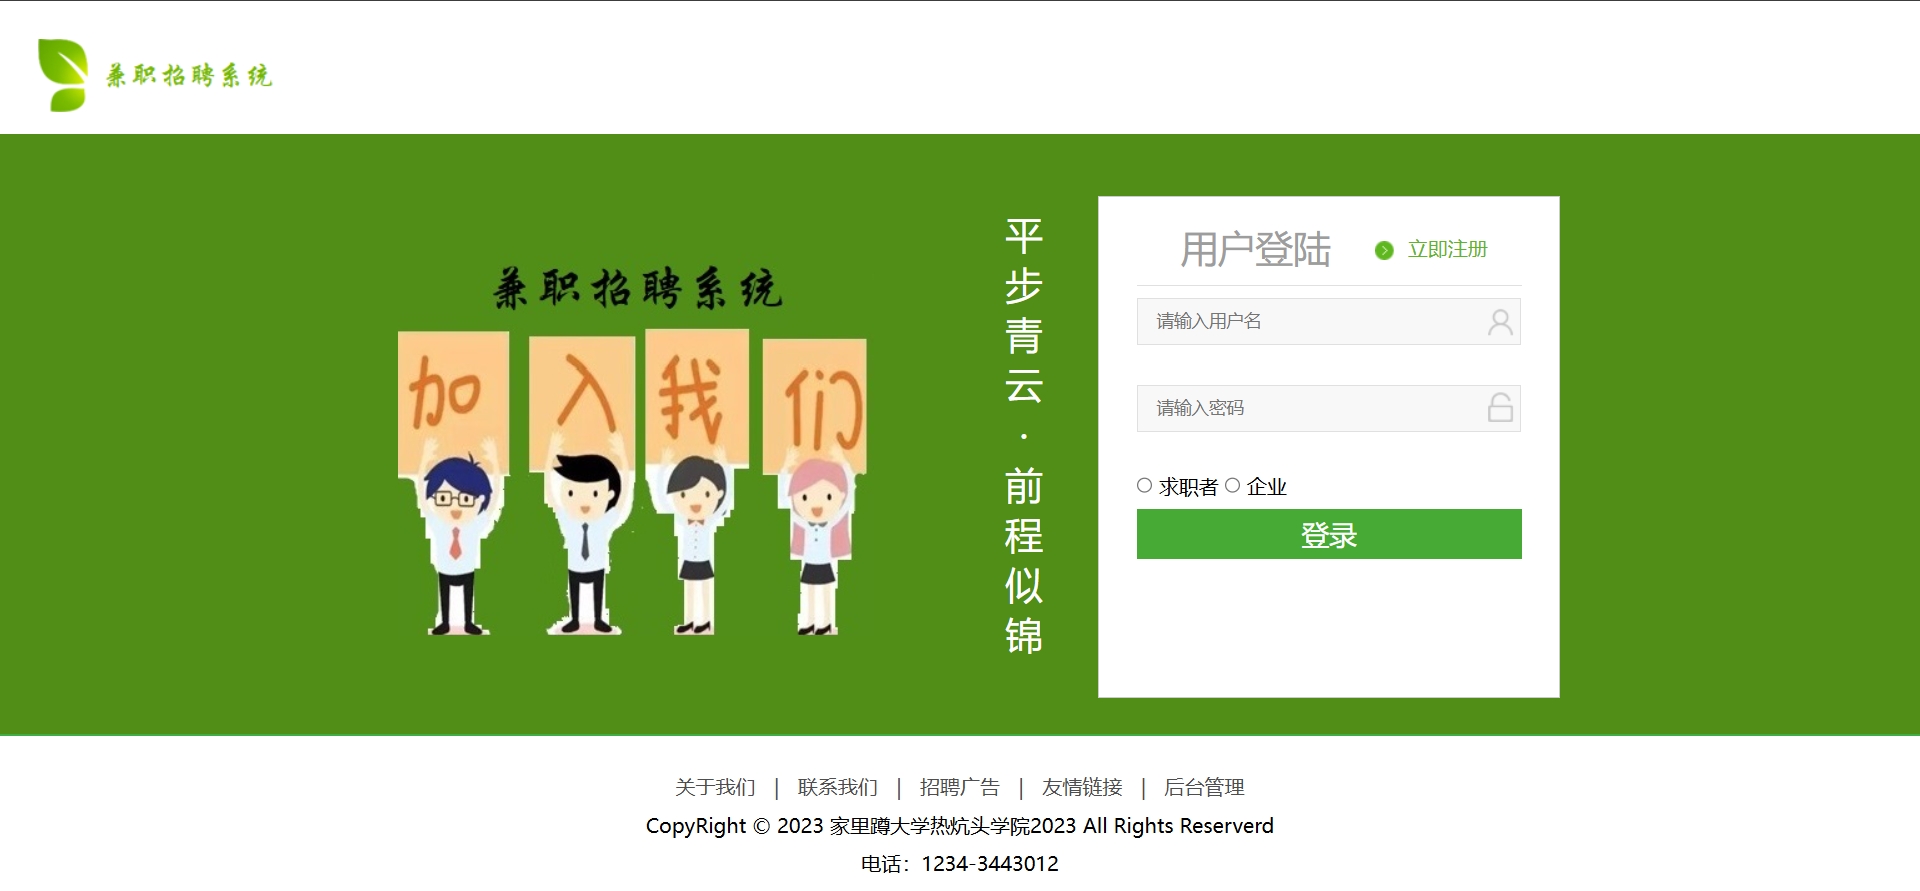 兼职招聘系统
兼职招聘系统
加入我们
平步青云·前程似锦
用户登陆
立即注册
请输入用户名
请输入密码
求职者 企业
登录
关于我们 | 联系我们 | 招聘广告 | 友情链接 | 后台管理
CopyRight © 2023 家里蹲大学热炕头学院2023 All Rights Reserverd
电话：1234-3443012